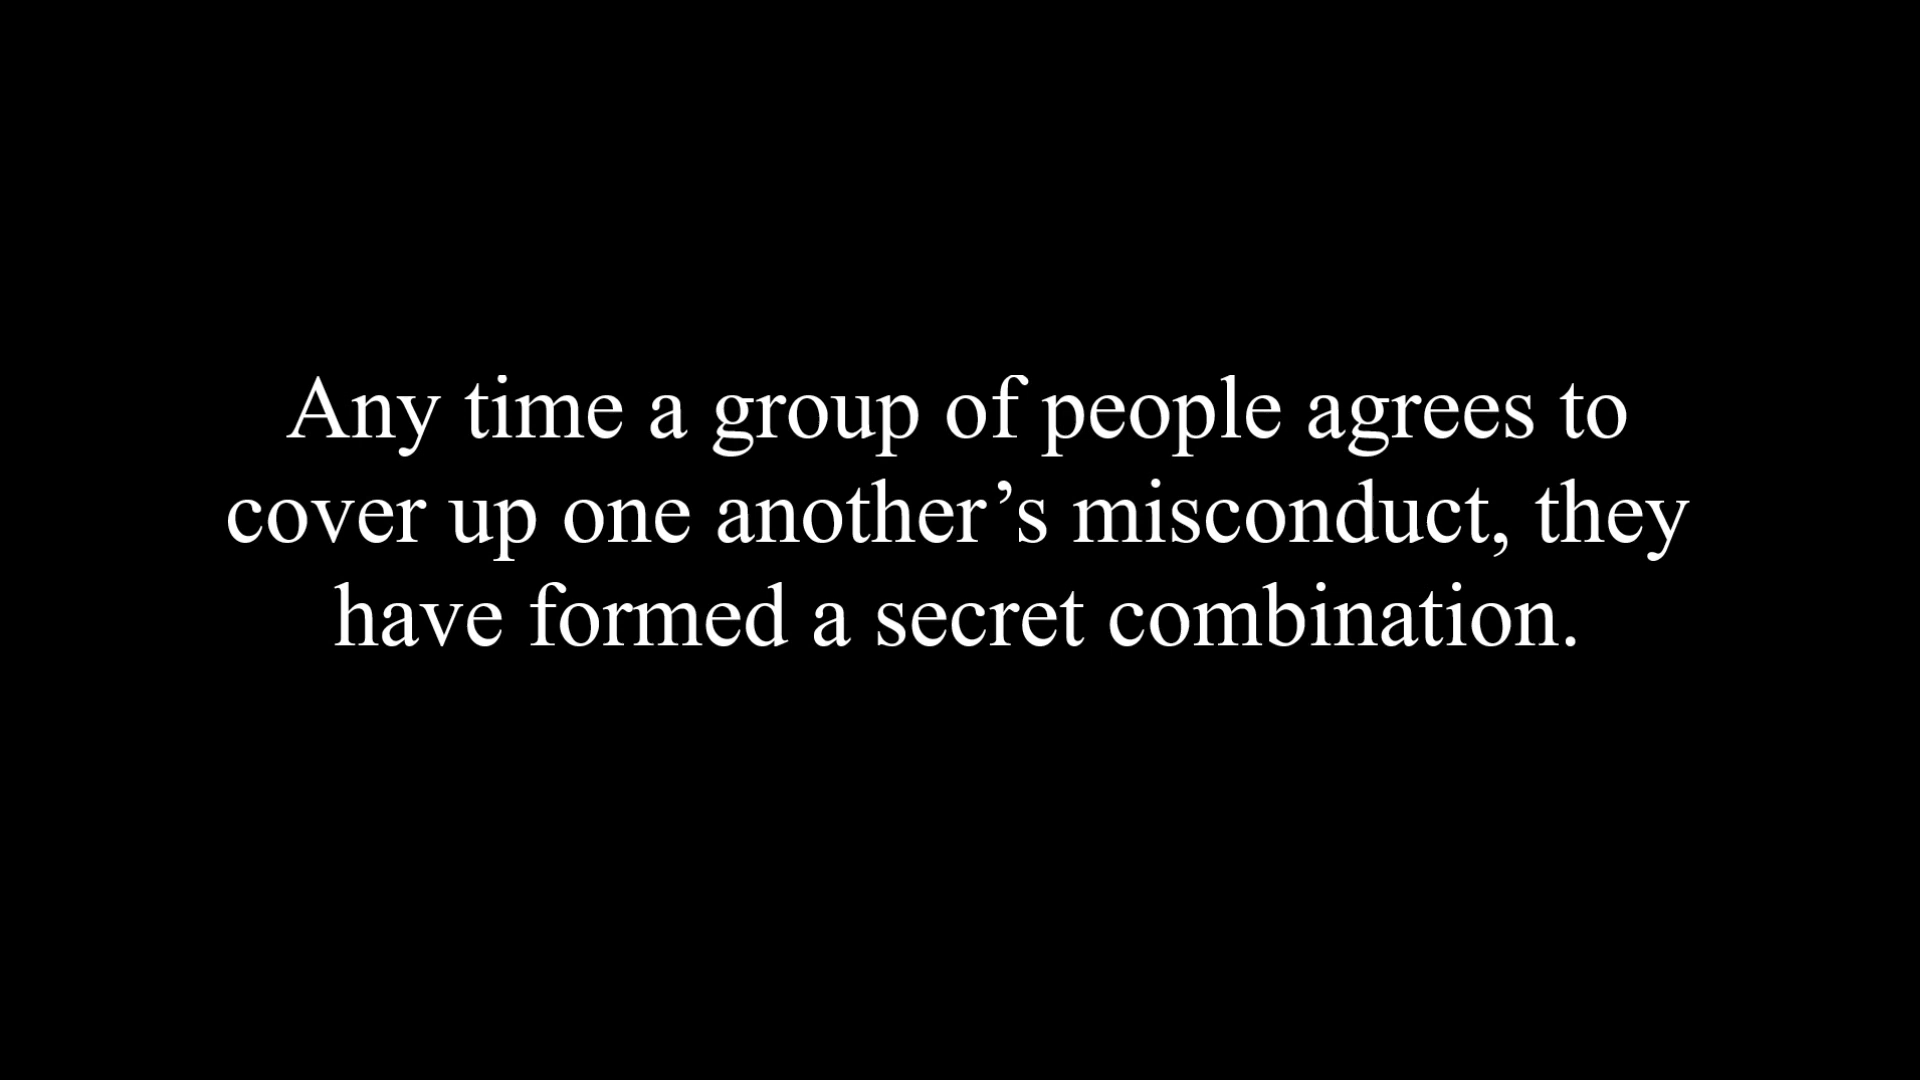 Any time a group of people agrees to
cover up one another’s misconduct, they
have formed a secret combination.